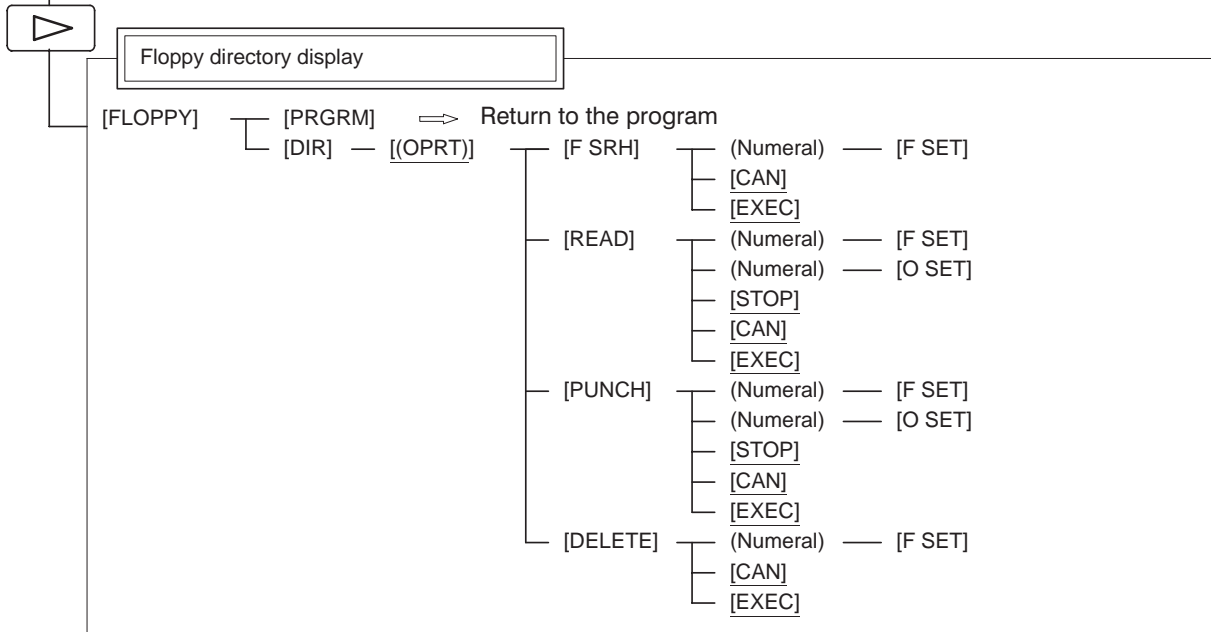 Floppy directory display
[FLOPPY] [PRGRM] Return to the program
[DIR] [(OPRT)] [F SRH] (Numeral) [F SET]
[CAN]
[EXEC]
[READ] (Numeral) [F SET]
(Numeral) [O SET]
[STOP]
[CAN]
[EXEC]
[PUNCH] (Numeral) [F SET]
(Numeral) [O SET]
[STOP]
[CAN]
[EXEC]
[DELETE] (Numeral) [F SET]
[CAN]
[EXEC]